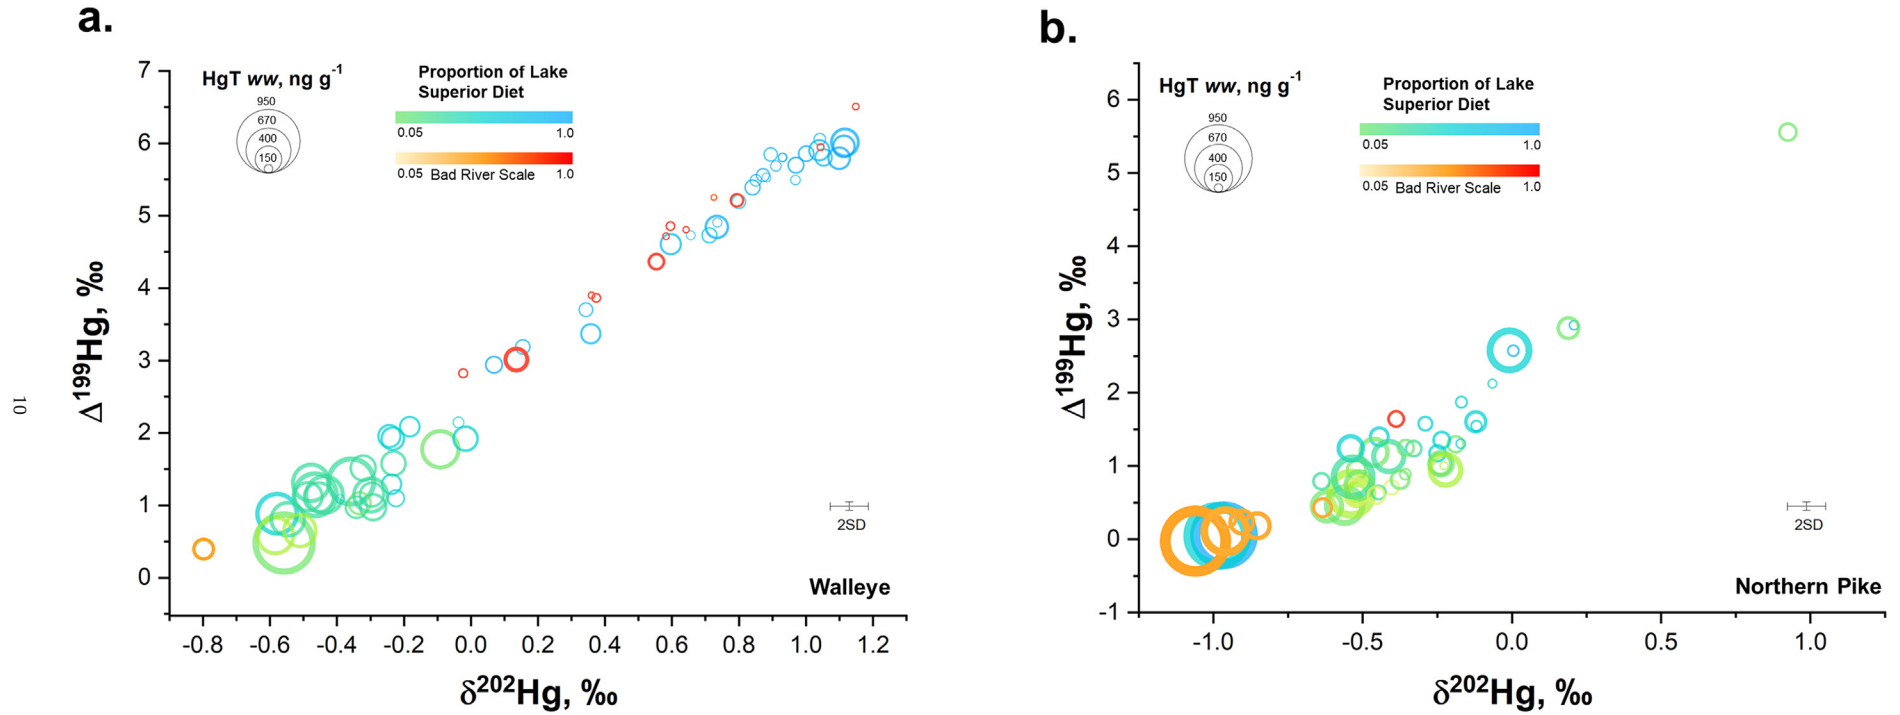 a.
HgT ww, ng g-1
950
670
400
150
Proportion of Lake
Superior Diet
0.05 1.0
0.05 Bad River Scale 1.0
7
6
5
4
3
2
1
0
Δ199Hg, ‰
2SD
Walleye
-0.8 -0.6 -0.4 -0.2 0.0 0.2 0.4 0.6 0.8 1.0 1.2
δ202Hg, ‰
10
b.
HgT ww, ng g-1
950
670
400
150
Proportion of Lake
Superior Diet
0.05 1.0
0.05 Bad River Scale 1.0
6
5
4
3
2
1
0
-1
Δ199Hg, ‰
2SD
Northern Pike
-1.0 -0.5 0.0 0.5 1.0
δ202Hg, ‰